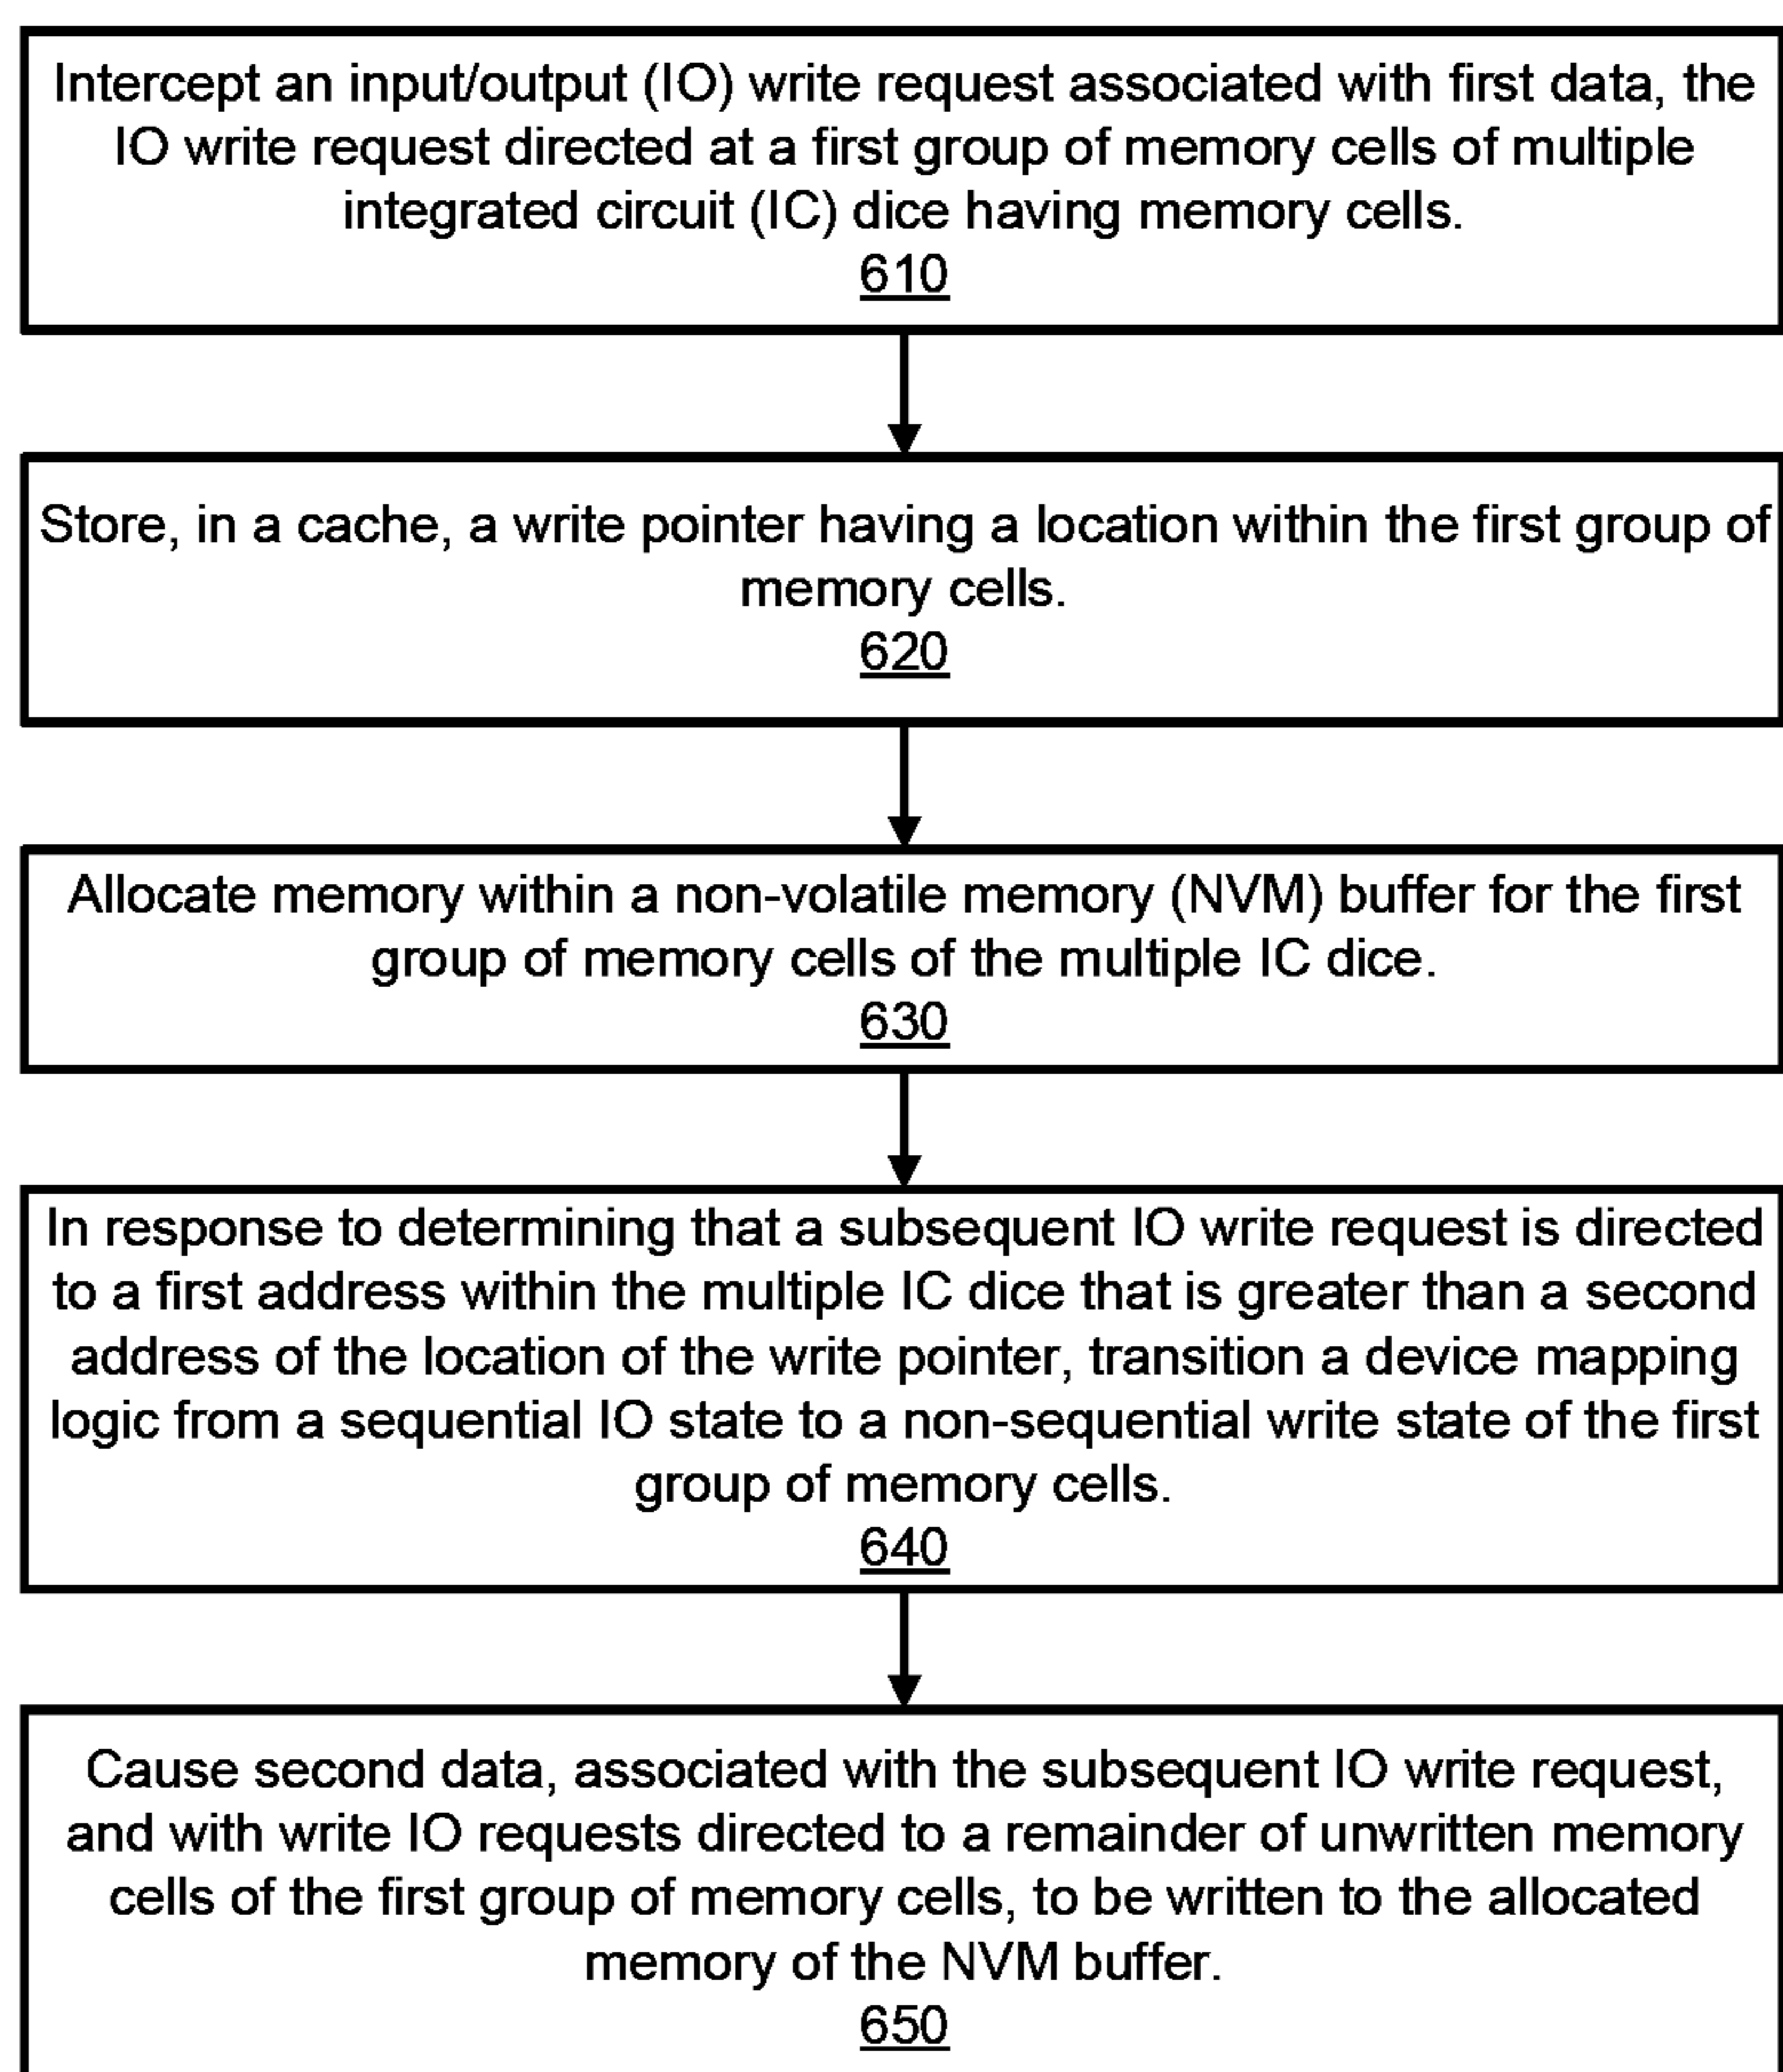 Intercept an input/output (IO) write request associated with first data, the
IO write request directed at a first group of memory cells of multiple
integrated circuit (IC) dice having memory cells.
610
Store, in a cache, a write pointer having a location within the first group of
memory cells.
620
Allocate memory within a non-volatile memory (NVM) buffer for the first
group of memory cells of the multiple IC dice.
630
In response to determining that a subsequent IO write request is directed
to a first address within the multiple IC dice that is greater than a second
address of the location of the write pointer, transition a device mapping
logic from a sequential IO state to a non-sequential write state of the first
group of memory cells.
640
Cause second data, associated with the subsequent IO write request,
and with write IO requests directed to a remainder of unwritten memory
cells of the first group of memory cells, to be written to the allocated
memory of the NVM buffer.
650